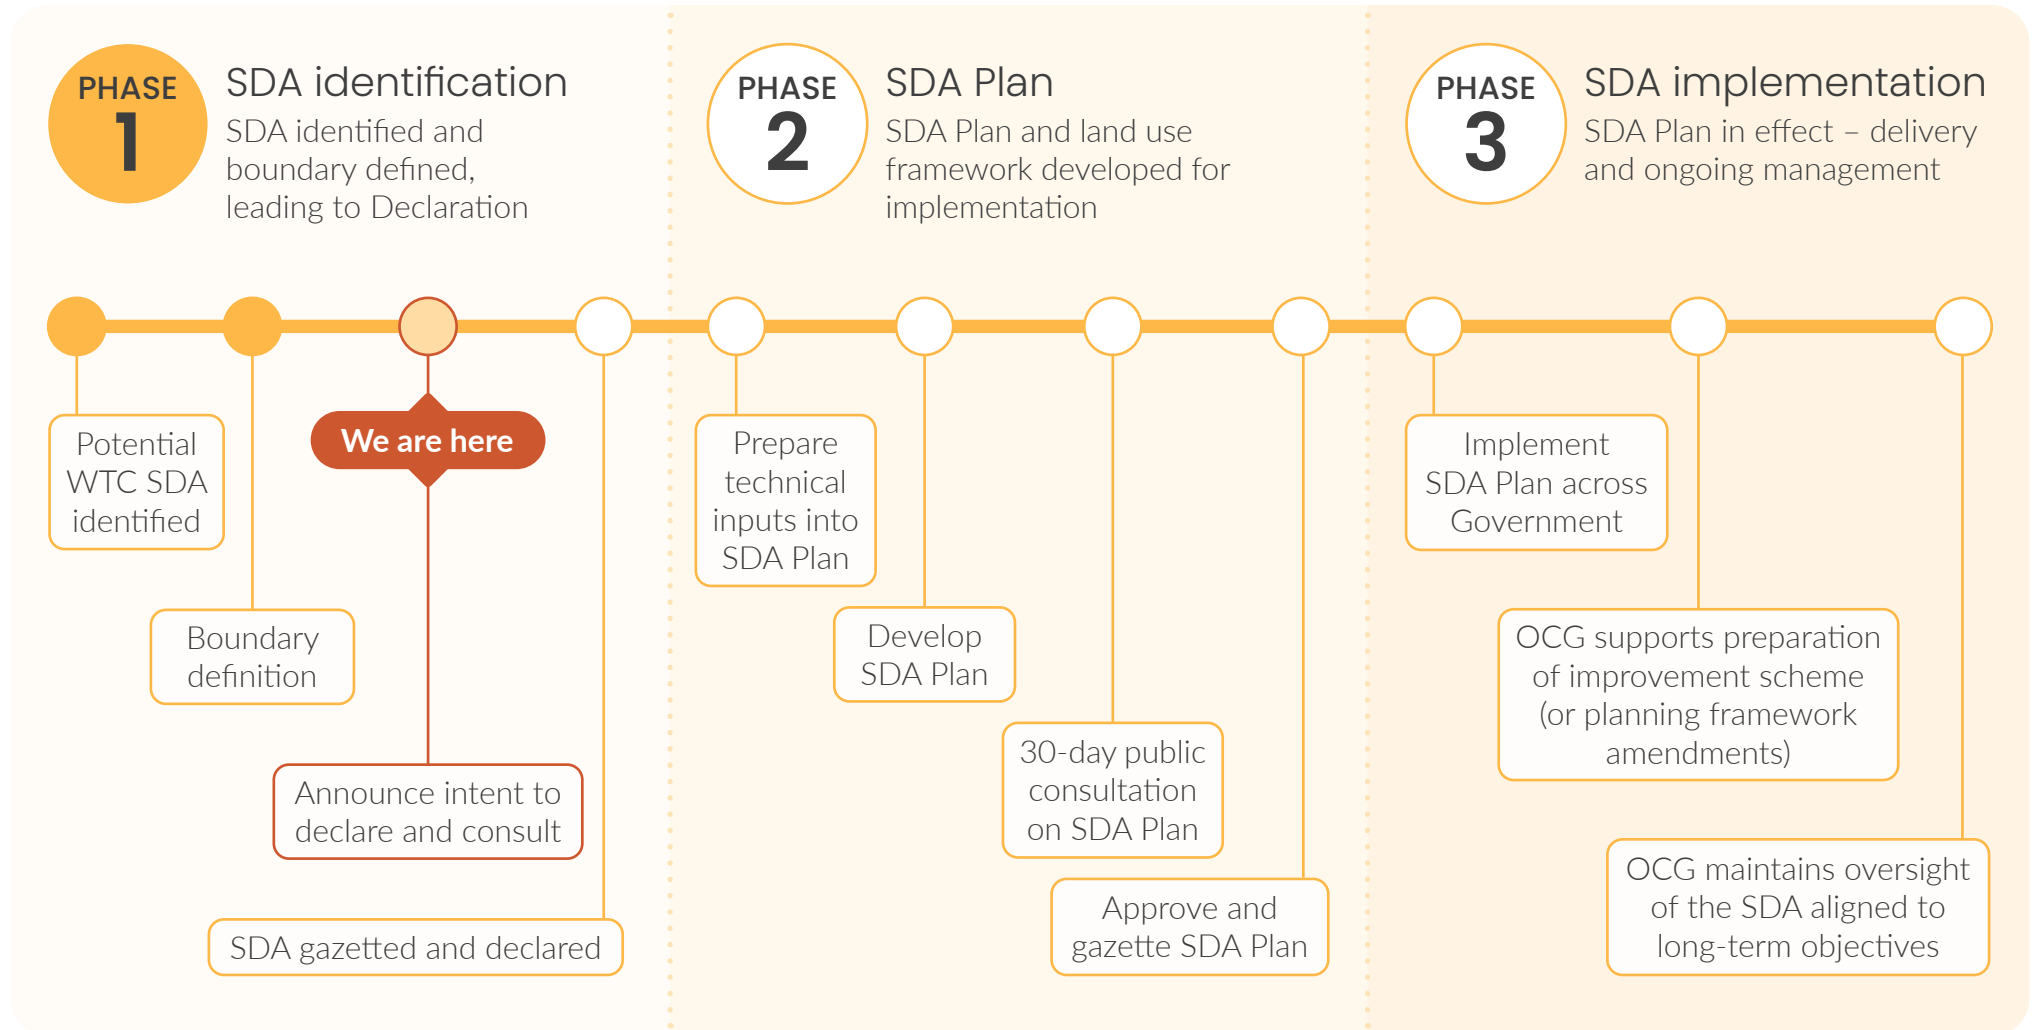 PHASE
1
SDA identification
SDA identified and
boundary defined,
leading to Declaration
PHASE
2
SDA Plan
SDA Plan and land use
framework developed for
implementation
PHASE
3
SDA implementation
SDA Plan in effect – delivery
and ongoing management
Potential
WTC SDA
identified
Boundary
definition
We are here
Announce intent to
declare and consult
SDA gazetted and declared
Prepare
technical
inputs into
SDA Plan
Develop
SDA Plan
30-day public
consultation
on SDA Plan
Approve and
gazette SDA Plan
Implement
SDA Plan across
Government
OCG supports preparation
of improvement scheme
(or planning framework
amendments)
OCG maintains oversight
of the SDA aligned to
long-term objectives